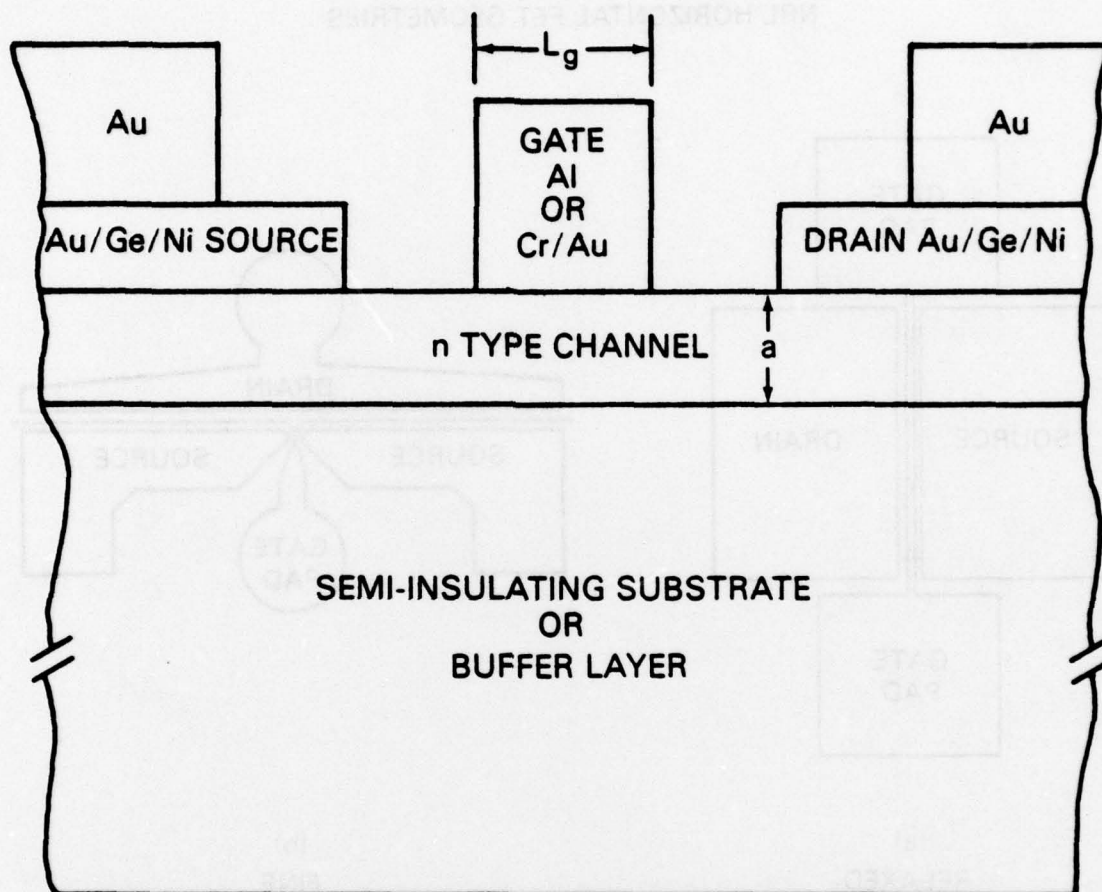 L_g
Au
Au
GATE
Al
OR
Cr/Au
Au/Ge/Ni SOURCE
DRAIN Au/Ge/Ni
n TYPE CHANNEL
a
SEMI-INSULATING SUBSTRATE
OR
BUFFER LAYER